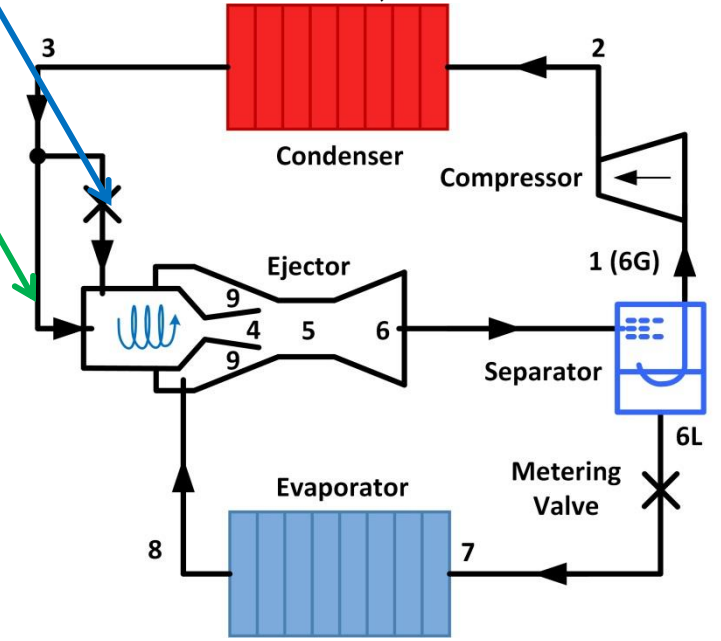 3
2
Condenser
Compressor
1 (6G)
Ejector
9
4
5
6
9
Separator
6L
Metering
Valve
Evaporator
8
7